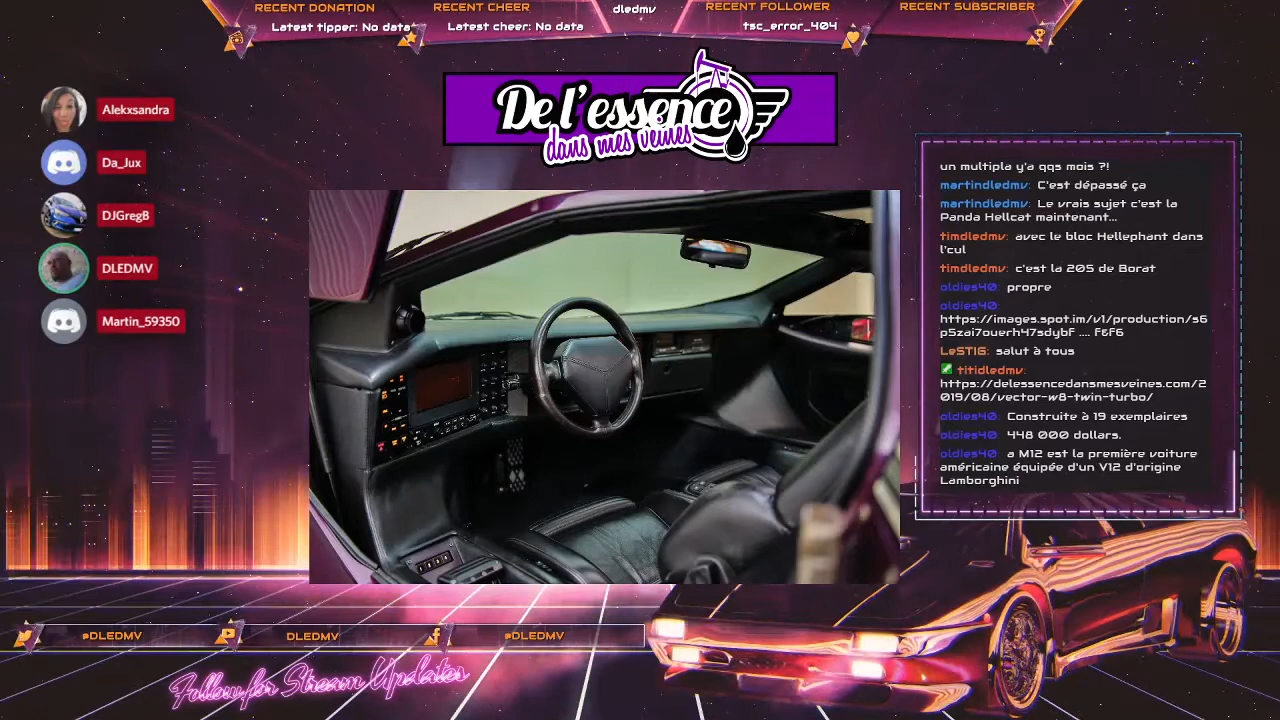 RECENT DONATION
Latest tipper: No data
RECENT CHEER
Latest cheer: No data
dledmv
RECENT FOLLOWER
tsc_error_404
RECENT SUBSCRIBER
De l'essence
dans mes veines
Alekxsandra
Da_Jux
DJGregB
DLEDMV
Martin_59350
un multipla y'a qqs mois ?!
martindledmv: C'est dépassé ça
martindledmv: Le vrais sujet c'est la
Panda Hellcat maintenant...
timdledmv: avec le bloc Hellephant dans
l'cul
timdledmv: c'est la 205 de Borat
oldies40: propre
oldies40:
https://images.spot.im/v1/production/s6
p5zai7ouerh47sdybf .... F&F6
LeSTIG: salut à tous
titidledmv:
https://delessencedansmesveines.com/2
019/08/vector-w8-twin-turbo/
oldies40: Construite à 19 exemplaires
oldies40: 448 000 dollars.
oldies40: a M12 est la première voiture
américaine équipée d'un V12 d'origine
Lamborghini
@DLEDMV
DLEDMV
@DLEDMV
Follow for Stream Updates